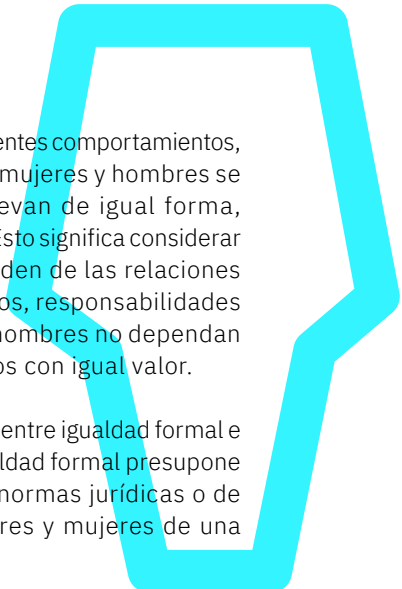 entes comportamientos,
mujeres y hombres se
evan de igual forma,
Esto significa considerar
den de las relaciones
os, responsabilidades
hombres no dependan
os con igual valor.
entre igualdad formal e
ldad formal presupone
normas jurídicas o de
res y mujeres de una